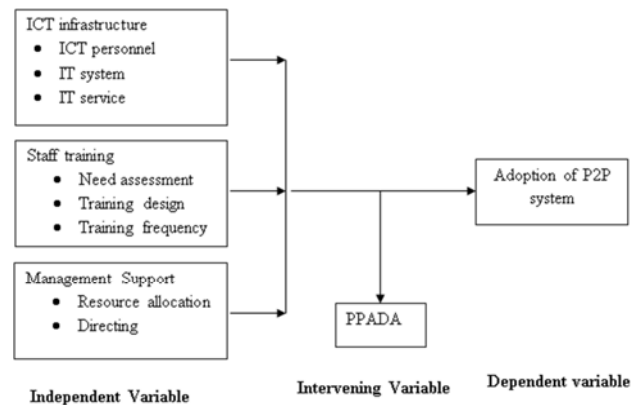 ICT infrastructure
● ICT personnel
● IT system
● IT service
Staff training
● Need assessment
● Training design
● Training frequency
Management Support
● Resource allocation
● Directing
Adoption of P2P
system
PPADA
Independent Variable
Intervening Variable
Dependent variable